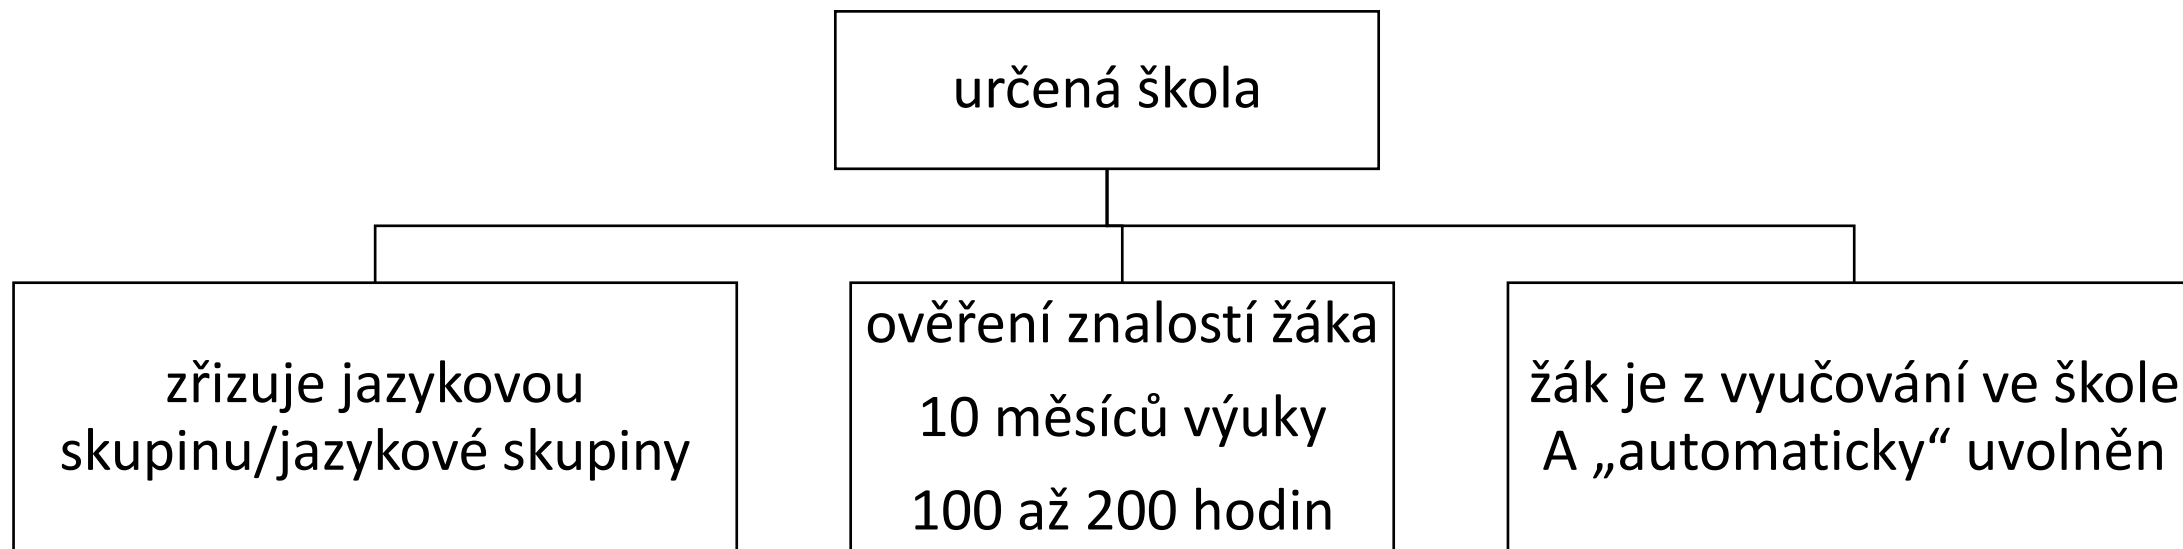 určená škola
zřizuje jazykovou
skupinu/jazykové skupiny
ověření znalostí žáka
10 měsíců výuky
100 až 200 hodin
žák je z vyučování ve škole
A „automaticky“ uvolněn